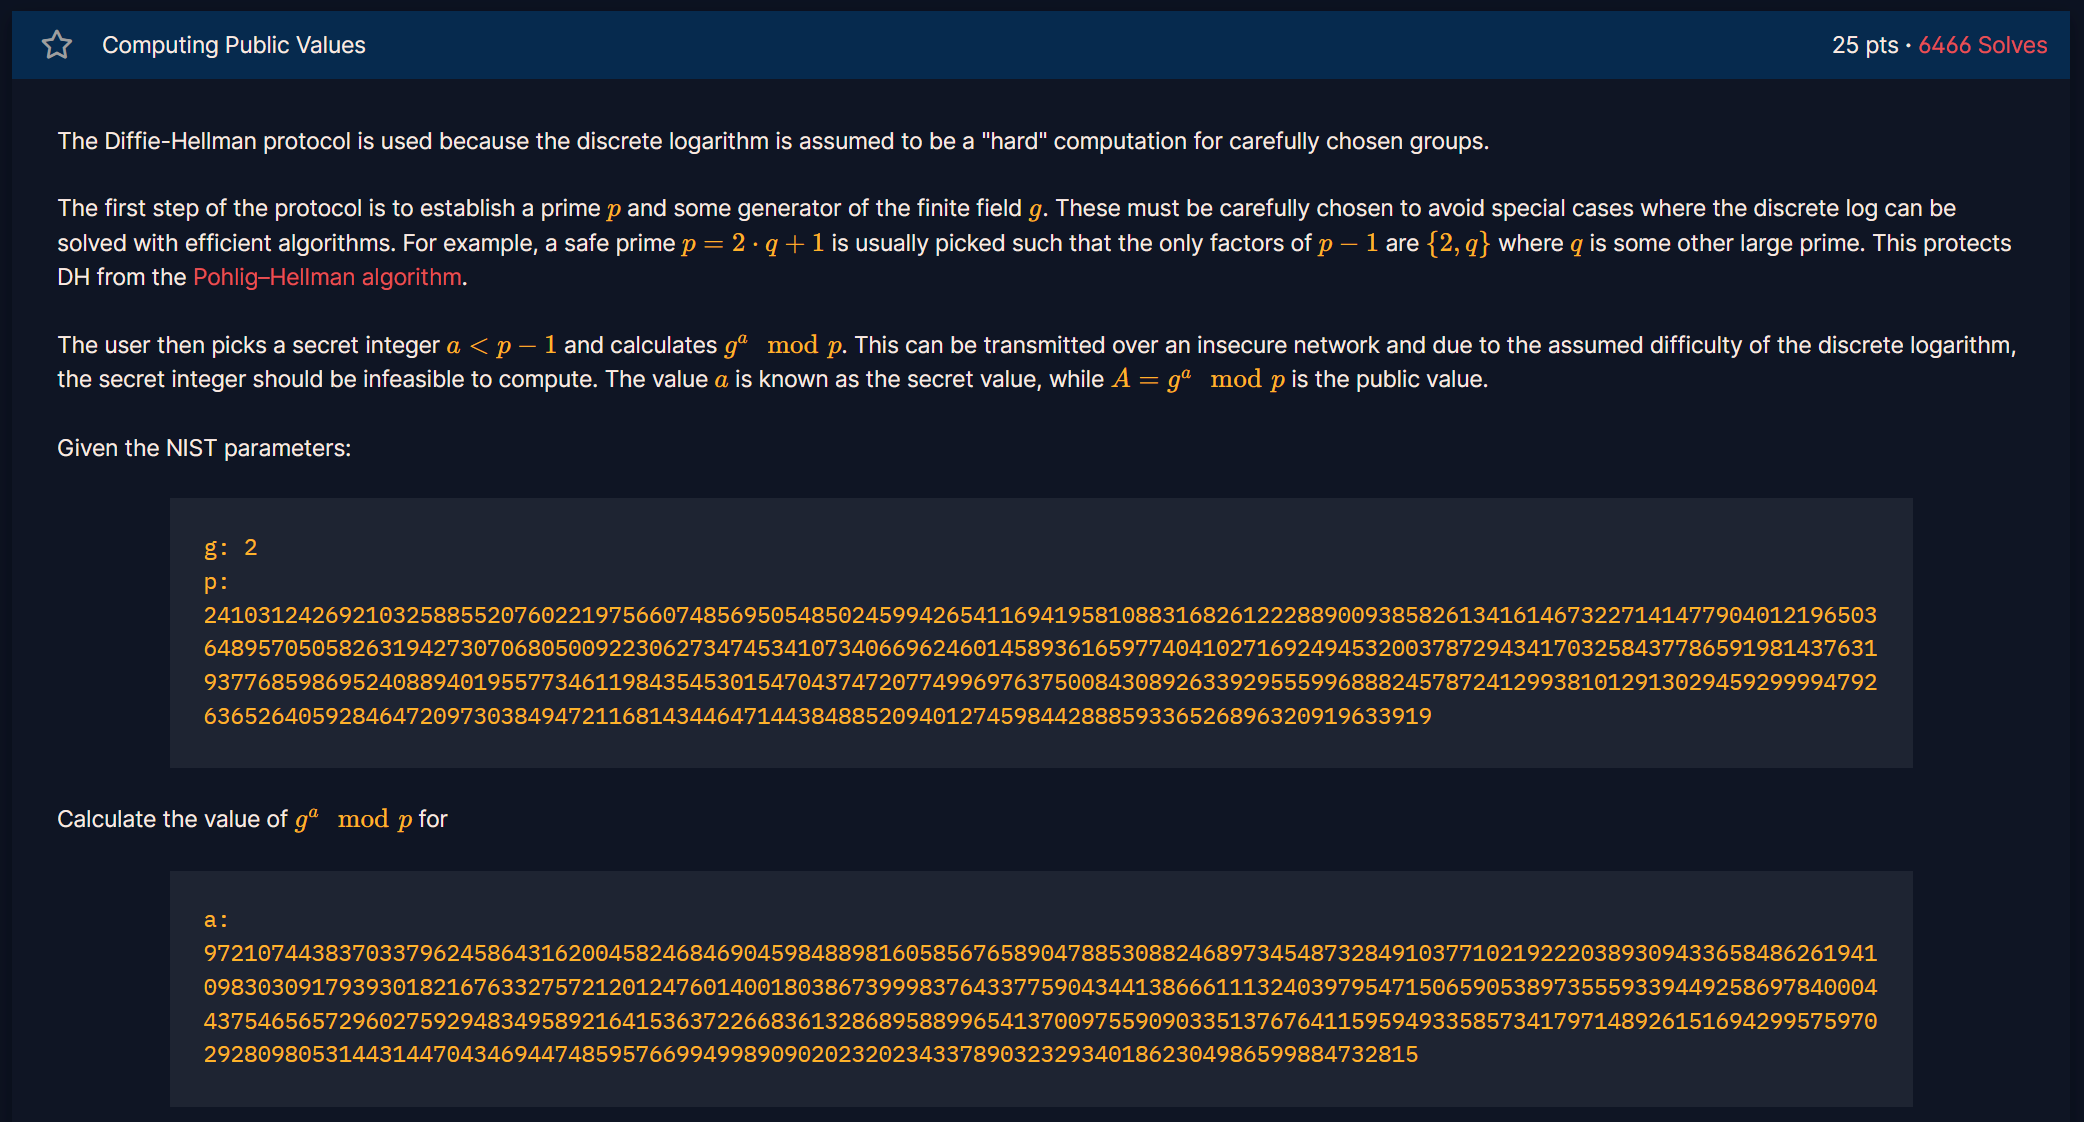 Computing Public Values
25 pts · 6466 Solves
The Diffie-Hellman protocol is used because the discrete logarithm is assumed to be a "hard" computation for carefully chosen groups.
The first step of the protocol is to establish a prime p and some generator of the finite field g. These must be carefully chosen to avoid special cases where the discrete log can be
solved with efficient algorithms. For example, a safe prime p = 2 · q + 1 is usually picked such that the only factors of p − 1 are {2, q} where q is some other large prime. This protects
DH from the Pohlig–Hellman algorithm.
The user then picks a secret integer a < p − 1 and calculates gᵃ mod p. This can be transmitted over an insecure network and due to the assumed difficulty of the discrete logarithm,
the secret integer should be infeasible to compute. The value a is known as the secret value, while A = gᵃ mod p is the public value.
Given the NIST parameters:
g: 2
p:
2410312426921032588552076022197566074856950548502459942654116941958108831682612228890093858261341614673227141477904012196503
6489570505826319427307068050092230627347453410734066962460145893616597740410271692494532003787294341703258437786591981437631
9377685986952408894019557734611984354530154704374720774996976375008430892633929555996888245787241299381012913029459299994792
6365264059284647209730384947211681434464714438488520940127459844288859336526896320919633919
Calculate the value of gᵃ mod p for
a:
9721074438370337962458643162004582468469045984889816058567658904788530882468973454873284910377102192220389309433658486261941
0983030917939301821676332757212012476014001803867399983764337759043441386661113240397954715065905389735559339449258697840004
4375465657296027592948349589216415363722668361328689588996541370097559090335137676411595949335857341797148926151694299575970
2928098053144314470434694474859576699499890902023202343378903232934018623049865998847328​15